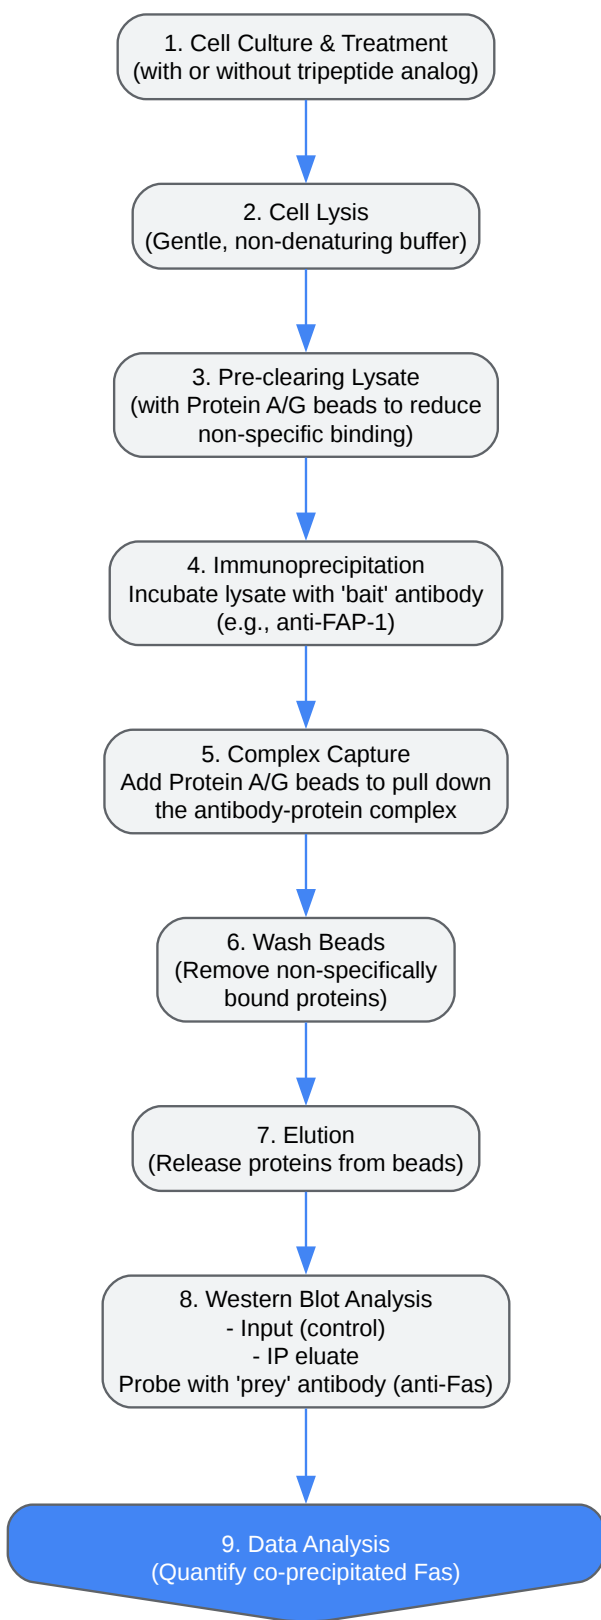 1. Cell Culture & Treatment
(with or without tripeptide analog)
2. Cell Lysis
(Gentle, non-denaturing buffer)
3. Pre-clearing Lysate
(with Protein A/G beads to reduce
non-specific binding)
4. Immunoprecipitation
Incubate lysate with 'bait' antibody
(e.g., anti-FAP-1)
5. Complex Capture
Add Protein A/G beads to pull down
the antibody-protein complex
6. Wash Beads
(Remove non-specifically
bound proteins)
7. Elution
(Release proteins from beads)
8. Western Blot Analysis
- Input (control)
- IP eluate
Probe with 'prey' antibody (anti-Fas)
9. Data Analysis
(Quantify co-precipitated Fas)